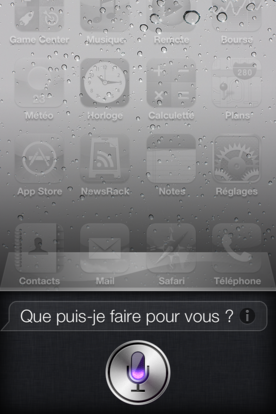 Game Center Musique Remote Bourse
Météo Horloge Calculette Plans
App Store NewsRack Notes Réglages
Contacts Mail Safari Téléphone
Que puis-je faire pour vous ? i